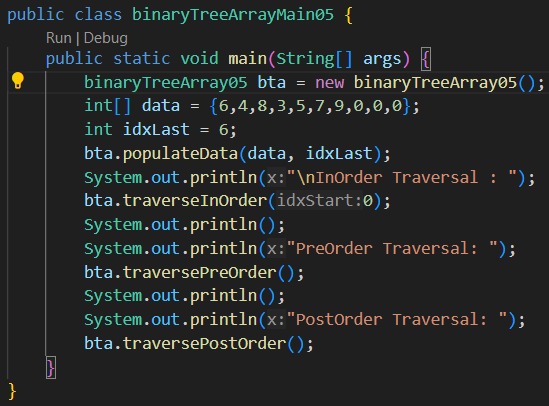 public class binaryTreeArrayMain05 {
Run | Debug
public static void main(String[] args) {
binaryTreeArray05 bta = new binaryTreeArray05();
int[] data = {6,4,8,3,5,7,9,0,0,0};
int idxLast = 6;
bta.populateData(data, idxLast);
System.out.println(x:"\nInOrder Traversal : ");
bta.traverseInOrder(idxStart:0);
System.out.println();
System.out.println(x:"PreOrder Traversal: ");
bta.traversePreOrder();
System.out.println();
System.out.println(x:"PostOrder Traversal: ");
bta.traversePostOrder();
}
}